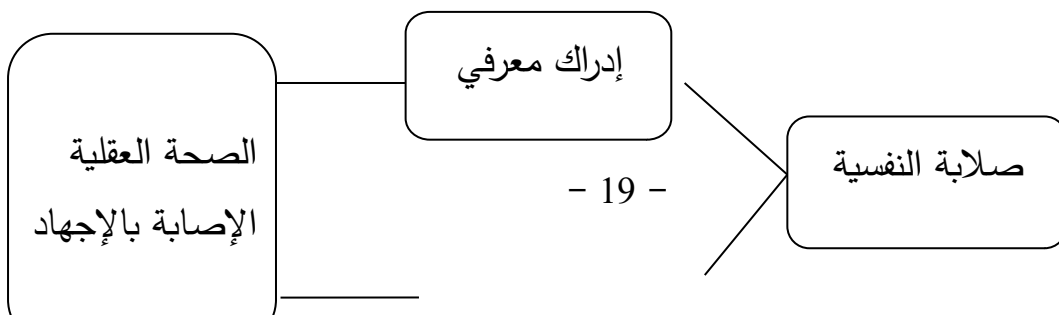 إدراك معرفي
صلابة النفسية
الصحة العقلية
- 19 -
الإصابة بالإجهاد